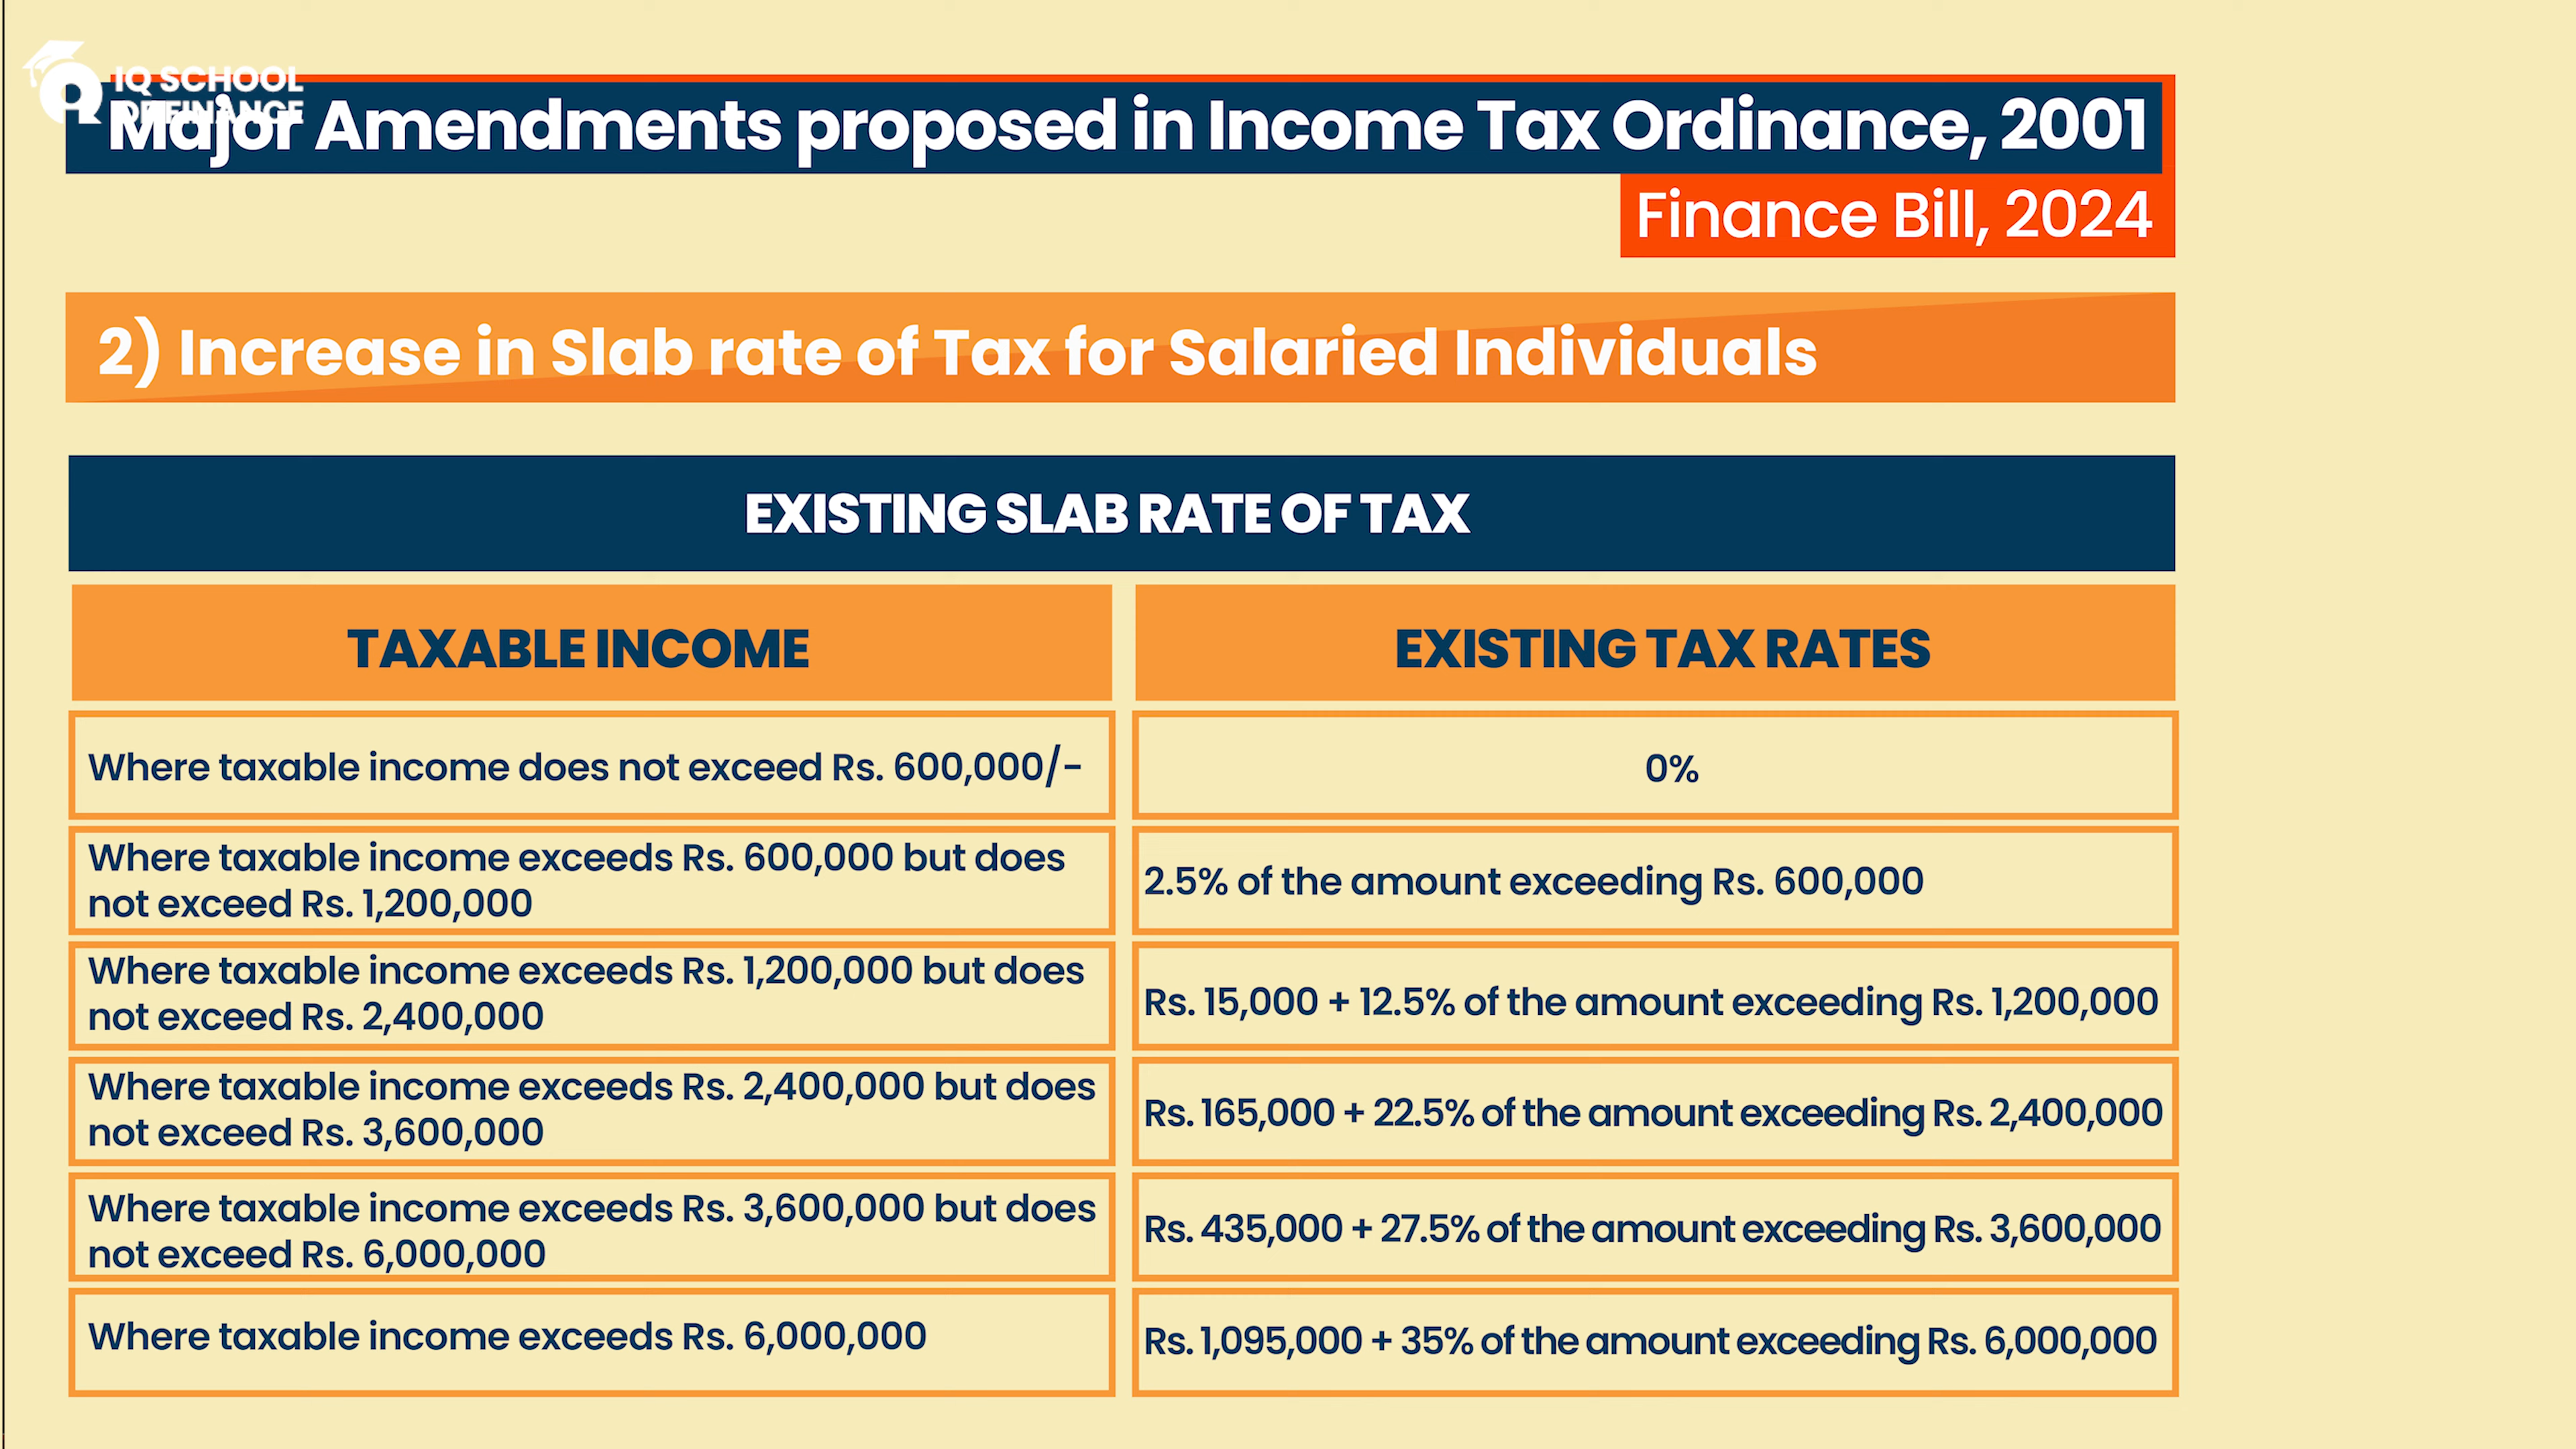 IQ SCHOOL
OF FINANCE
Major Amendments proposed in Income Tax Ordinance, 2001
Finance Bill, 2024
2) Increase in Slab rate of Tax for Salaried Individuals
EXISTING SLAB RATE OF TAX
TAXABLE INCOME
EXISTING TAX RATES
Where taxable income does not exceed Rs. 600,000/-
0%
Where taxable income exceeds Rs. 600,000 but does
not exceed Rs. 1,200,000
2.5% of the amount exceeding Rs. 600,000
Where taxable income exceeds Rs. 1,200,000 but does
not exceed Rs. 2,400,000
Rs. 15,000 + 12.5% of the amount exceeding Rs. 1,200,000
Where taxable income exceeds Rs. 2,400,000 but does
not exceed Rs. 3,600,000
Rs. 165,000 + 22.5% of the amount exceeding Rs. 2,400,000
Where taxable income exceeds Rs. 3,600,000 but does
not exceed Rs. 6,000,000
Rs. 435,000 + 27.5% of the amount exceeding Rs. 3,600,000
Where taxable income exceeds Rs. 6,000,000
Rs. 1,095,000 + 35% of the amount exceeding Rs. 6,000,000